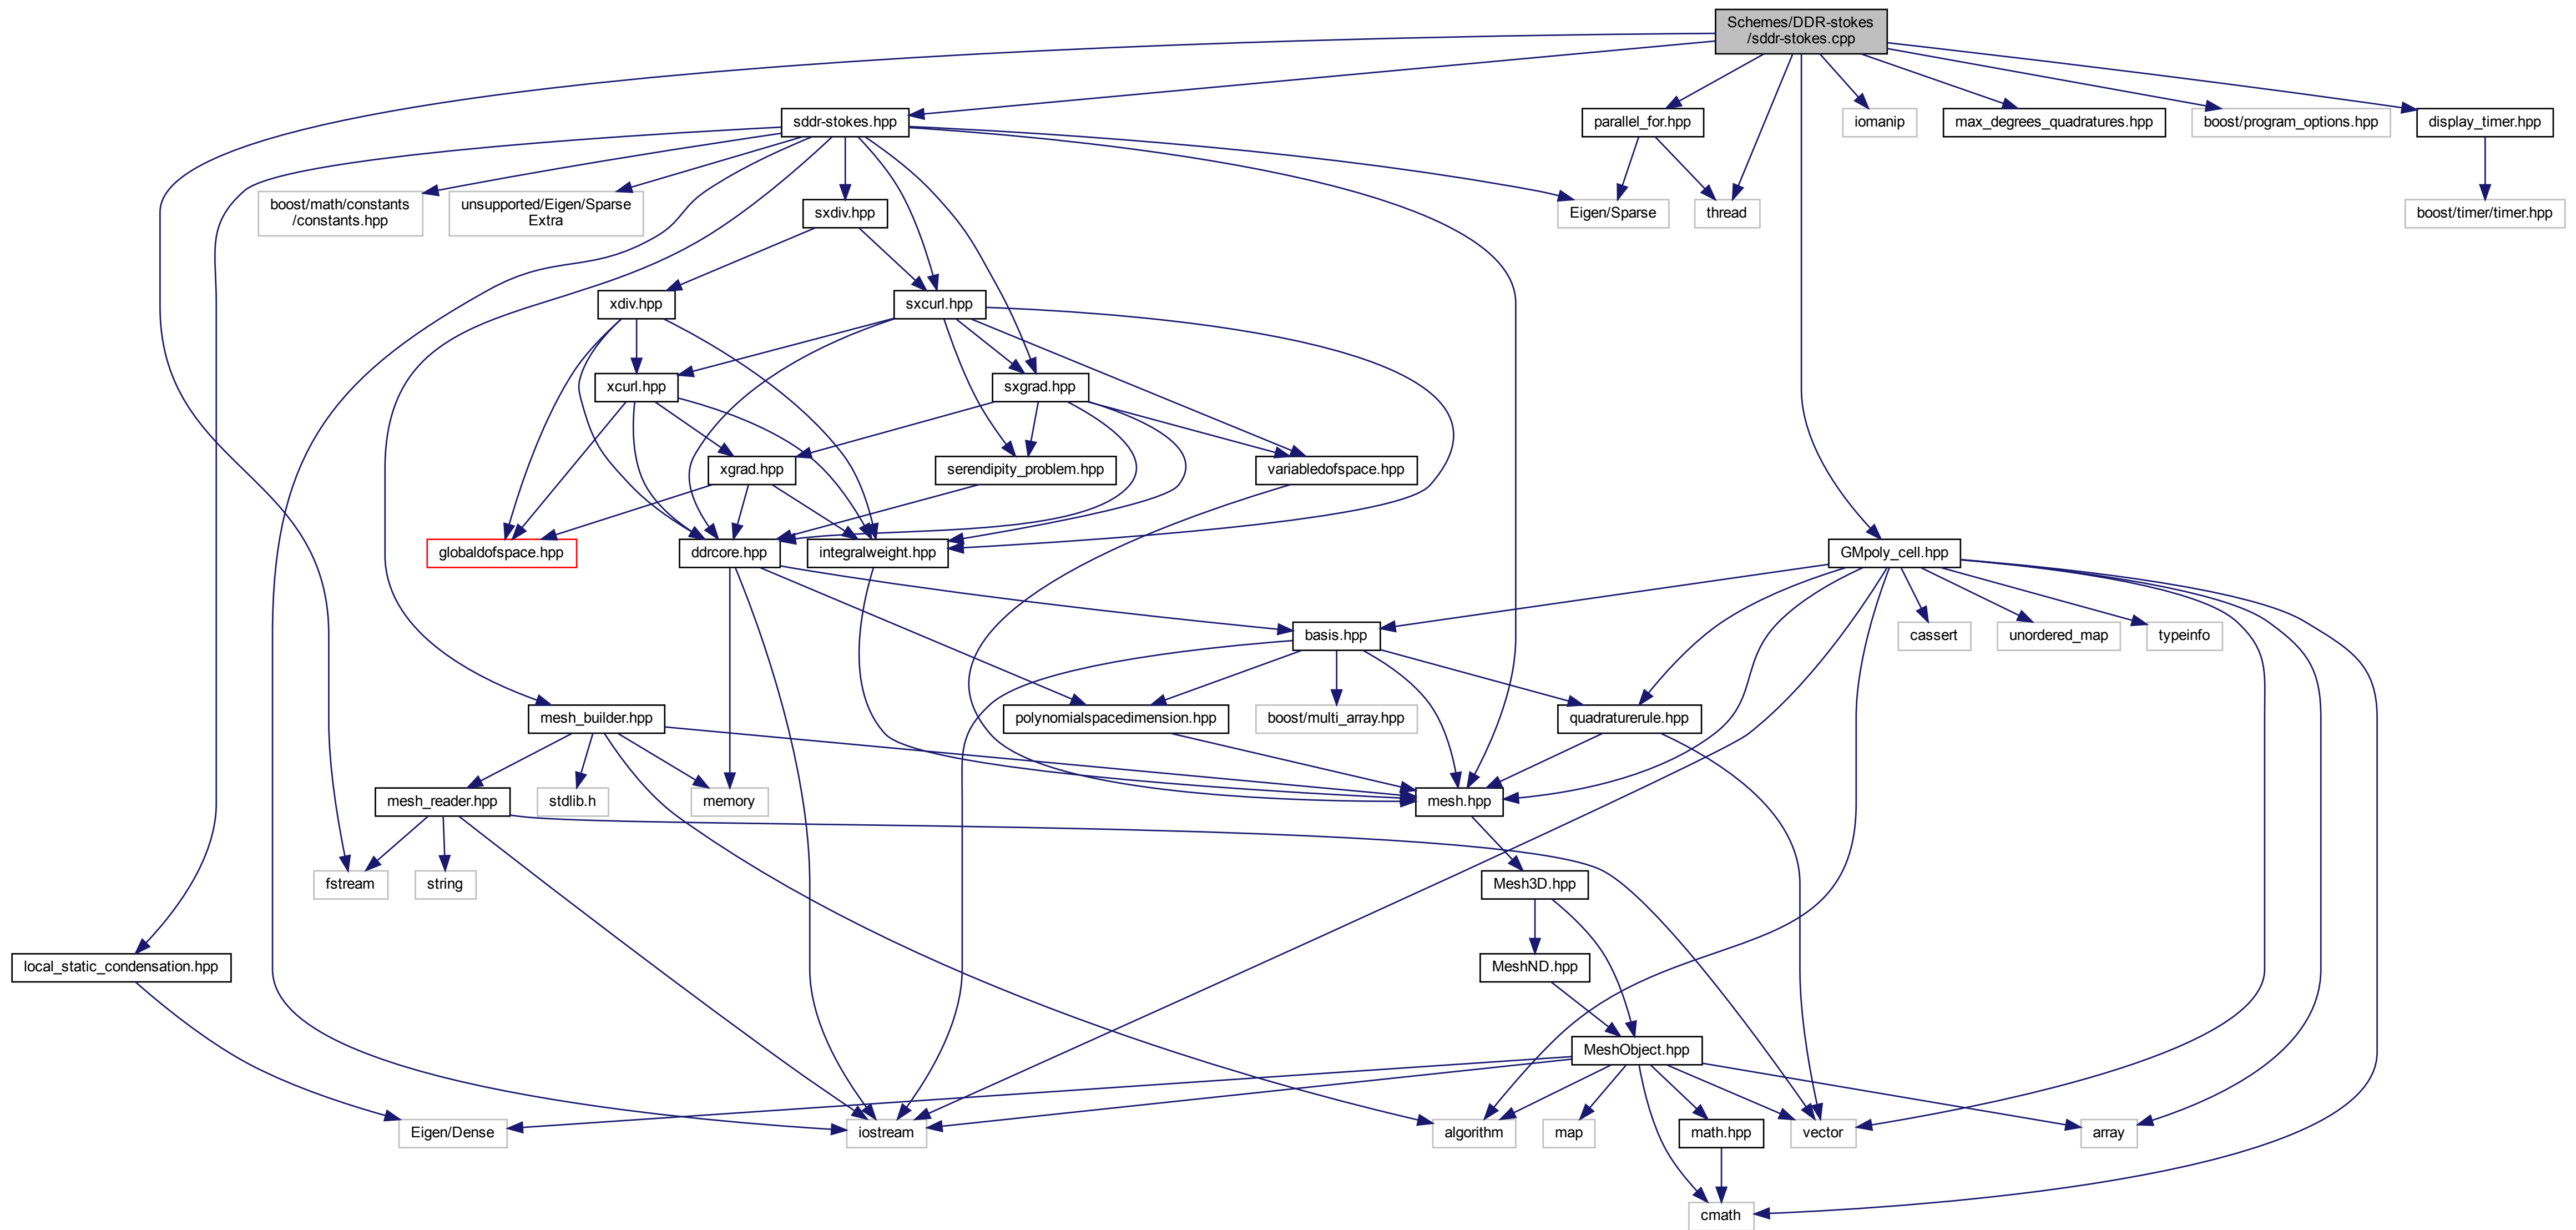 Schemes/DDR-stokes
/sddr-stokes.cpp
sddr-stokes.hpp
parallel_for.hpp
iomanip
max_degrees_quadratures.hpp
boost/program_options.hpp
display_timer.hpp
boost/math/constants
/constants.hpp
unsupported/Eigen/Sparse
Extra
sxdiv.hpp
Eigen/Sparse
thread
boost/timer/timer.hpp
xdiv.hpp
sxcurl.hpp
xcurl.hpp
sxgrad.hpp
xgrad.hpp
serendipity_problem.hpp
variabledofspace.hpp
globaldofspace.hpp
ddrcore.hpp
integralweight.hpp
GMpoly_cell.hpp
basis.hpp
cassert
unordered_map
typeinfo
mesh_builder.hpp
polynomialspacedimension.hpp
boost/multi_array.hpp
quadraturerule.hpp
mesh_reader.hpp
stdlib.h
memory
mesh.hpp
fstream
string
Mesh3D.hpp
local_static_condensation.hpp
MeshND.hpp
MeshObject.hpp
Eigen/Dense
iostream
algorithm
map
math.hpp
vector
array
cmath